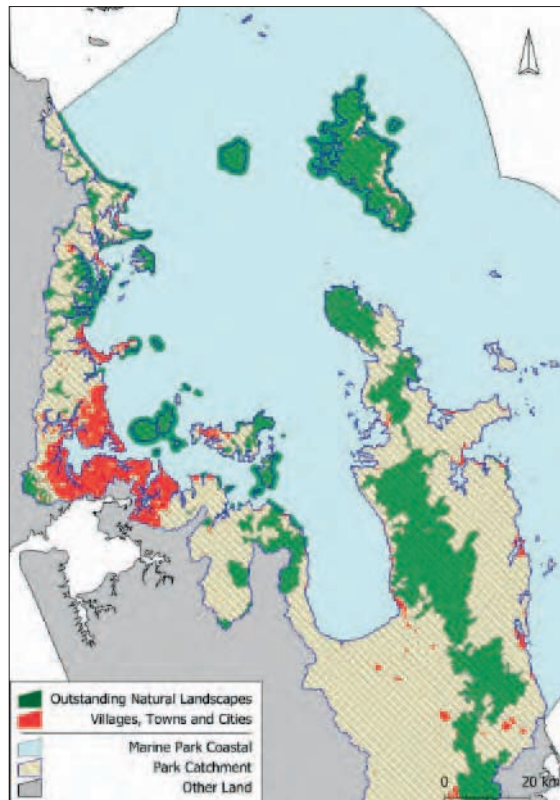 Outstanding Natural Landscapes
Villages, Towns and Cities
Marine Park Coastal
Park Catchment
Other Land
0 20 km